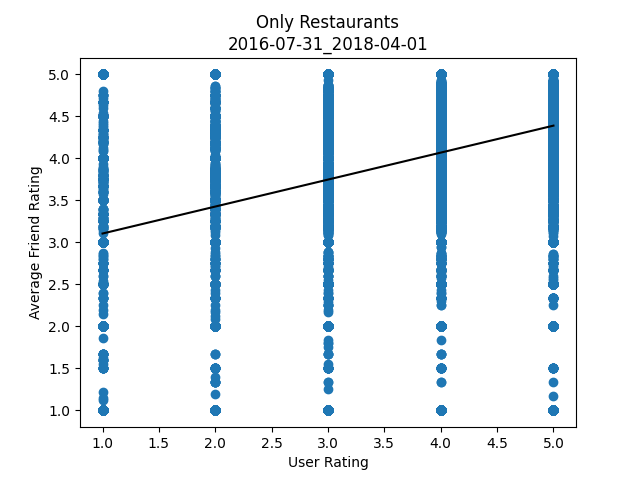 Only Restaurants
2016-07-31_2018-04-01
Average Friend Rating
5.0
4.5
4.0
3.5
3.0
2.5
2.0
1.5
1.0
1.0 1.5 2.0 2.5 3.0 3.5 4.0 4.5 5.0
User Rating